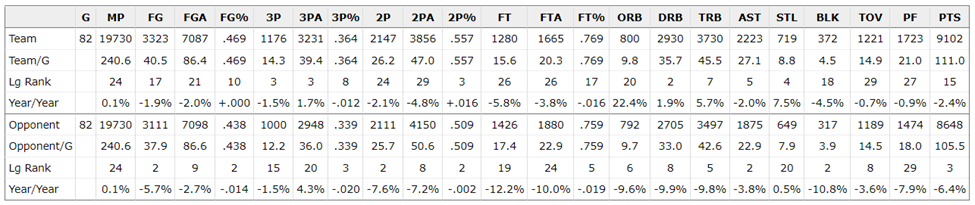 G MP FG FGA FG% 3P 3PA 3P% 2P 2PA 2P% FT FTA FT% ORB DRB TRB AST STL BLK TOV PF PTS
Team 82 19730 3323 7087 .469 1176 3231 .364 2147 3856 .557 1280 1665 .769 800 2930 3730 2223 719 372 1221 1723 9102
Team/G 240.6 40.5 86.4 .469 14.3 39.4 .364 26.2 47.0 .557 15.6 20.3 .769 9.8 35.7 45.5 27.1 8.8 4.5 14.9 21.0 111.0
Lg Rank 24 17 21 10 3 3 8 24 29 3 26 26 17 20 2 7 5 4 18 29 27 15
Year/Year 0.1% -1.9% -2.0% +.000 -1.5% 1.7% -.012 -2.1% -4.8% +.016 -5.8% -3.8% -.016 22.4% 1.9% 5.7% -2.0% 7.5% -4.5% -0.7% -0.9% -2.4%
Opponent 82 19730 3111 7098 .438 1000 2948 .339 2111 4150 .509 1426 1880 .759 792 2705 3497 1875 649 317 1189 1474 8648
Opponent/G 240.6 37.9 86.6 .438 12.2 36.0 .339 25.7 50.6 .509 17.4 22.9 .759 9.7 33.0 42.6 22.9 7.9 3.9 14.5 18.0 105.5
Lg Rank 24 2 9 2 15 20 3 2 8 2 19 24 5 6 8 5 2 20 2 8 29 3
Year/Year 0.1% -5.7% -2.7% -.014 -1.5% 4.3% -.020 -7.6% -7.2% -.002 -12.2% -10.0% -.019 -9.6% -9.9% -9.8% -3.8% 0.5% -10.8% -3.6% -7.9% -6.4%